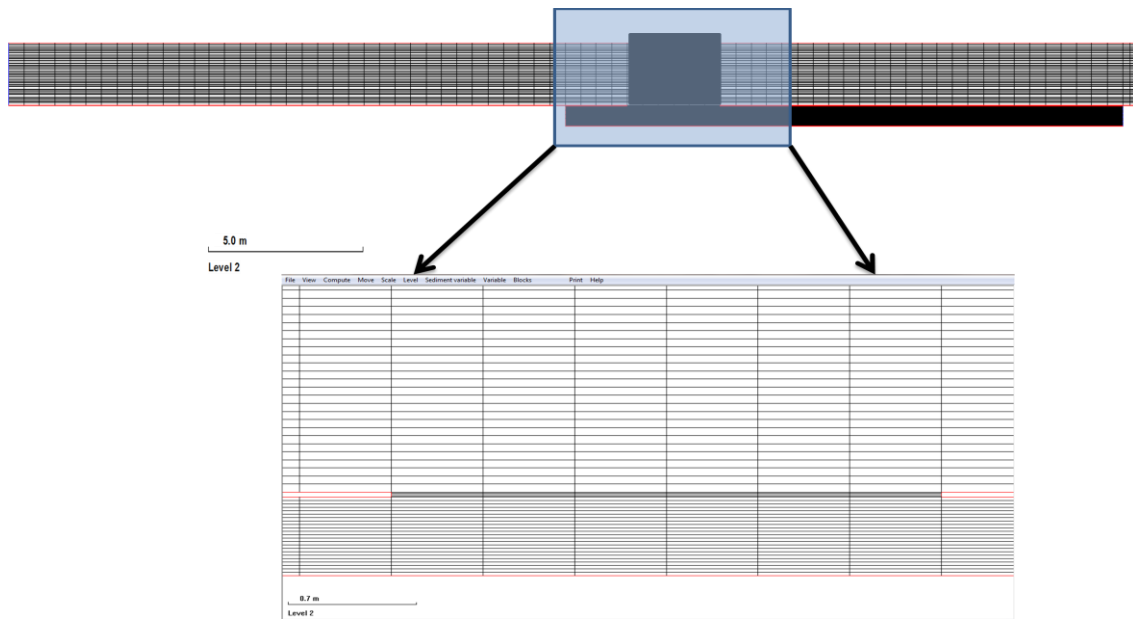 5.0 m
Level 2
File View Compute Move Scale Level Sediment variable Variable Blocks Print Help
0.7 m
Level 2